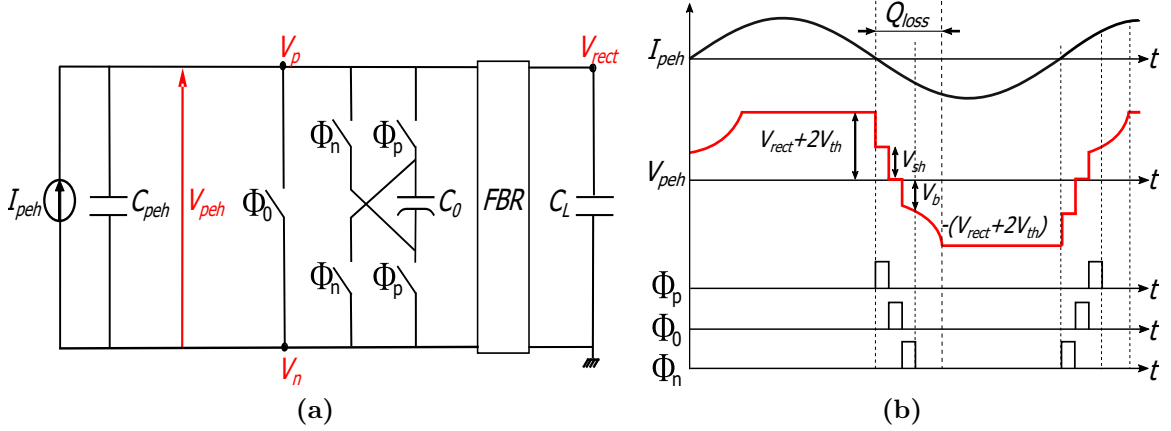 V_p
V_rect
Φ_n
Φ_p
I_peh
C_peh
V_peh
Φ_0
C_0
FBR
C_L
Φ_n
Φ_p
V_n
(a)
Q_loss
I_peh
t
V_rect+2V_th
V_sh
V_peh
t
V_b
-(V_rect+2V_th)
Φ_p
t
Φ_0
t
Φ_n
t
(b)